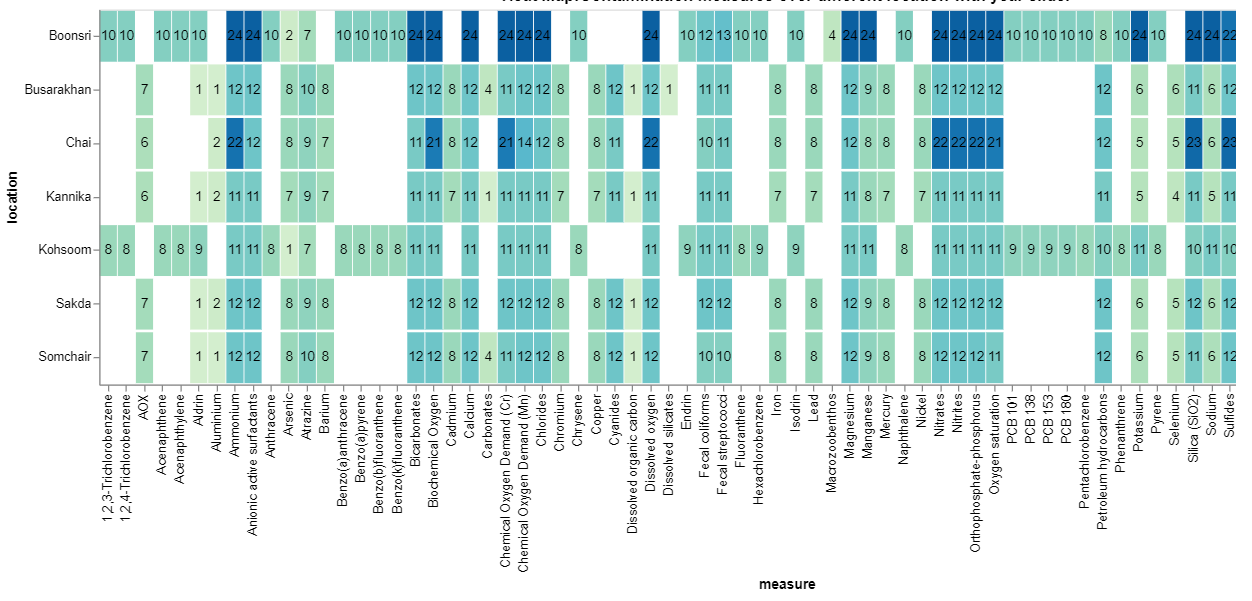 Heat Map:contamination measures over different location with year slider
location
Boonsri 10 10 10 10 10 24 24 10 2 7 10 10 10 10 24 24 24 24 24 24 10 24 10 12 13 10 10 10 4 24 24 10 24 24 24 24 10 10 10 10 10 8 10 24 10 24 24 22
Busarakhan 7 1 1 12 12 8 10 8 12 12 8 12 4 11 12 12 8 8 12 1 12 1 11 11 8 8 12 9 8 8 12 12 12 12 12 6 6 11 6 12
Chai 6 2 22 12 8 9 7 11 21 8 12 21 14 12 8 8 11 22 10 11 8 8 12 8 8 8 22 22 22 21 12 5 5 23 6 23
Kannika 6 1 2 11 11 7 9 8 11 11 7 11 1 11 11 11 7 7 11 1 11 11 11 7 7 11 8 7 7 11 11 11 11 11 5 4 11 5 11
Kohsoom 8 8 8 8 9 11 11 8 1 7 8 8 8 8 11 11 11 11 11 11 8 11 9 11 11 8 9 9 11 11 8 11 11 11 11 9 9 9 9 8 10 8 11 8 10 11 10
Sakda 7 1 2 12 12 8 9 8 12 12 8 12 12 12 12 8 8 12 1 12 12 12 8 8 12 9 8 8 12 12 12 12 12 6 5 12 6 12
Somchair 7 1 1 12 12 8 10 8 12 12 8 12 4 11 12 12 8 8 12 1 12 10 10 8 8 12 9 8 8 12 12 12 11 12 6 5 11 6 12
1,2,3-Trichlorobenzene
1,2,4-Trichlorobenzene
AOX
Acenaphthene
Acenaphthylene
Aldrin
Aluminium
Ammonium
Anionic active surfactants
Anthracene
Arsenic
Atrazine
Barium
Benzo(a)anthracene
Benzo(a)pyrene
Benzo(b)fluoranthene
Benzo(k)fluoranthene
Bicarbonates
Biochemical Oxygen
Cadmium
Calcium
Carbonates
Chemical Oxygen Demand (Cr)
Chemical Oxygen Demand (Mn)
Chlorides
Chromium
Chrysene
Copper
Cyanides
Dissolved organic carbon
Dissolved oxygen
Dissolved silicates
Endrin
Fecal coliforms
Fecal streptococci
Fluoranthene
Hexachlorobenzene
Iron
Isodrin
Lead
Macrozoobenthos
Magnesium
Manganese
Mercury
Naphthalene
Nickel
Nitrates
Nitrites
Orthophosphate-phosphorus
Oxygen saturation
PCB 101
PCB 138
PCB 153
PCB 180
Pentachlorobenzene
Petroleum hydrocarbons
Phenanthrene
Potassium
Pyrene
Selenium
Silica (SiO2)
Sodium
Sulfides
measure